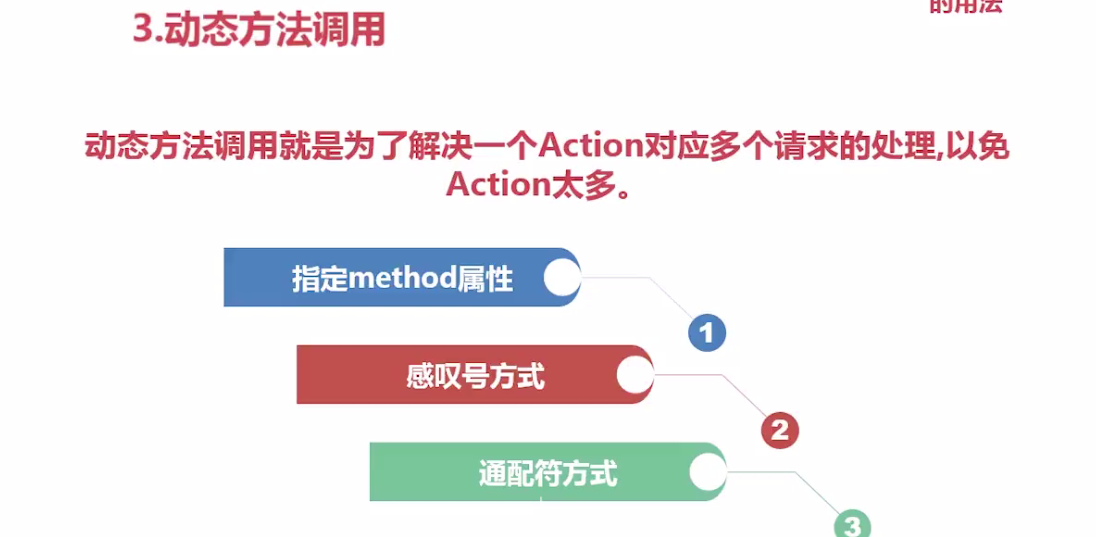 的用法
3.动态方法调用
动态方法调用就是为了解决一个Action对应多个请求的处理,以免
Action太多。
指定method属性
1
感叹号方式
2
通配符方式
3